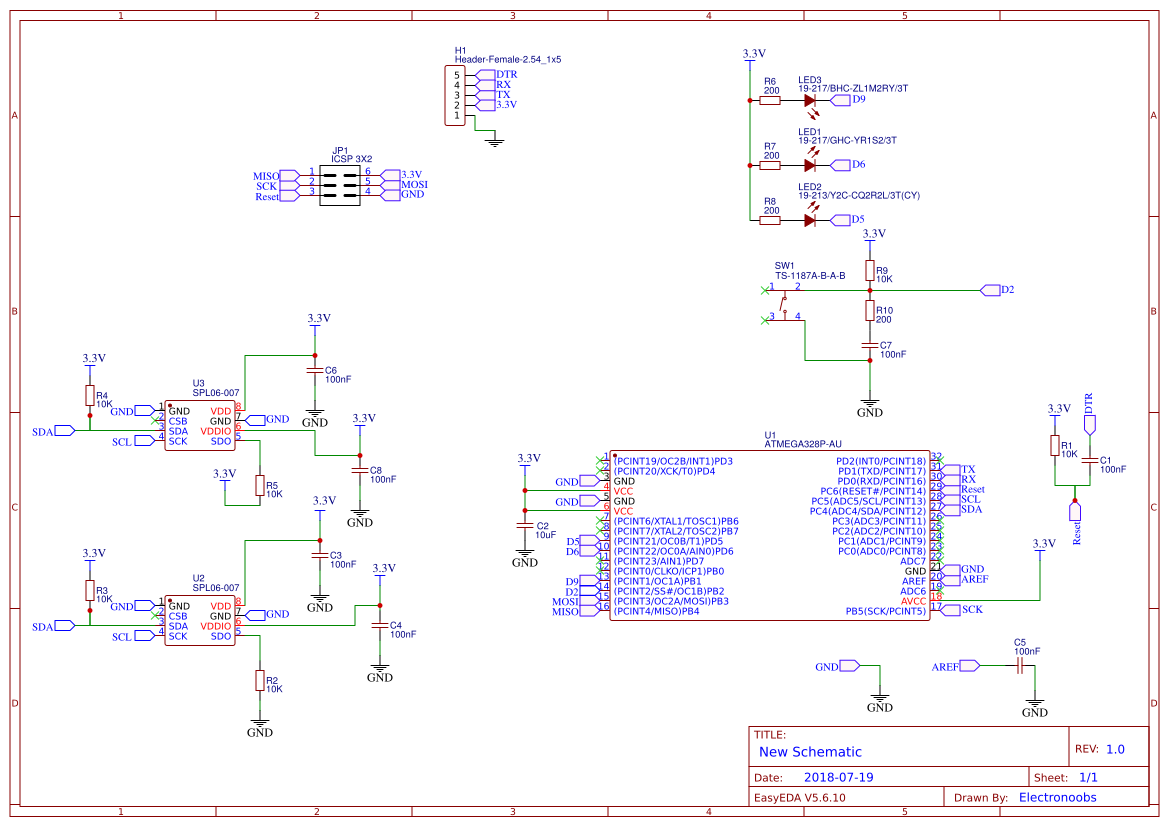 1 2 3 4 5
A
B
C
D
A
B
C
D
H1
Header-Female-2.54_1x5
5 DTR
4 RX
3 TX
2 3.3V
1
JP1
ICSP 3X2
MISO 1 6 3.3V
SCK 2 5 MOSI
Reset 3 4 GND
3.3V
R6
200
LED3
19-217/BHC-ZL1M2RY/3T
D9
R7
200
LED1
19-217/GHC-YR1S2/3T
D6
R8
200
LED2
19-213/Y2C-CQ2R2L/3T(CY)
D5
3.3V
SW1
TS-1187A-B-A-B
1 2
3 4
R9
10K
D2
R10
200
C7
100nF
GND
3.3V
C6
100nF
GND
3.3V
R4
10K
U3
SPL06-007
GND 1 GND VDD 8
2 CSB GND 7 GND
SDA 3 SDA VDDIO 6
SCL 4 SCK SDO 5
3.3V
C8
100nF
GND
3.3V
R5
10K
3.3V
C3
100nF
GND
3.3V
R3
10K
U2
SPL06-007
GND 1 GND VDD 8
2 CSB GND 7 GND
SDA 3 SDA VDDIO 6
SCL 4 SCK SDO 5
3.3V
C4
100nF
GND
R2
10K
GND
3.3V
C2
10uF
GND
U1
ATMEGA328P-AU
1 (PCINT19/OC2B/INT1)PD3 PD2(INT0/PCINT18) 32
2 (PCINT20/XCK/T0)PD4 PD1(TXD/PCINT17) 31 TX
GND 3 GND PD0(RXD/PCINT16) 30 RX
4 VCC PC6(RESET#/PCINT14) 29 Reset
GND 5 GND PC5(ADC5/SCL/PCINT13) 28 SCL
6 VCC PC4(ADC4/SDA/PCINT12) 27 SDA
7 (PCINT6/XTAL1/TOSC1)PB6 PC3(ADC3/PCINT11) 26
8 (PCINT7/XTAL2/TOSC2)PB7 PC2(ADC2/PCINT10) 25
D5 9 (PCINT21/OC0B/T1)PD5 PC1(ADC1/PCINT9) 24
D6 10 (PCINT22/OC0A/AIN0)PD6 PC0(ADC0/PCINT8) 23
11 (PCINT23/AIN1)PD7 ADC7 22
12 (PCINT0/CLKO/ICP1)PB0 GND 21 GND
D9 13 (PCINT1/OC1A)PB1 AREF 20 AREF
D2 14 (PCINT2/SS#/OC1B)PB2 ADC6 19
MOSI 15 (PCINT3/OC2A/MOSI)PB3 AVCC 18
MISO 16 (PCINT4/MISO)PB4 PB5(SCK/PCINT5) 17 SCK
3.3V
3.3V
R1
10K
DTR
C1
100nF
Reset
GND
GND
AREF
C5
100nF
GND
TITLE:
New Schematic
REV: 1.0
Date: 2018-07-19
Sheet: 1/1
EasyEDA V5.6.10
Drawn By: Electronoobs
1 2 3 4 5